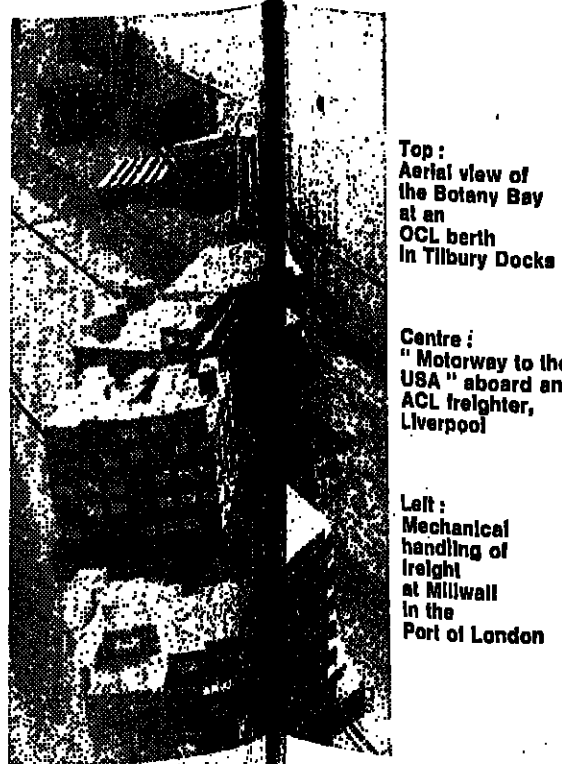 Top :
Aerial view of
the Botany Bay
at an
OCL berth
in Tilbury Docks
Centre :
" Motorway to the
USA " aboard an
ACL freighter,
Liverpool
Left :
Mechanical
handling of
freight
at Millwall
in the
Port of London